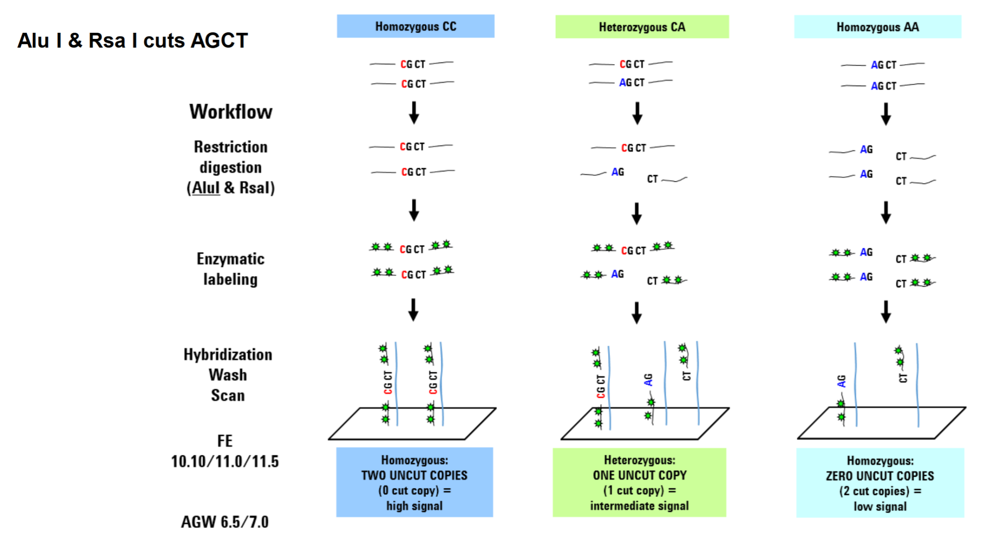 Alu I & Rsa I cuts AGCT
Homozygous CC
Heterozygous CA
Homozygous AA
CG CT
CG CT
CG CT
AG CT
AG CT
AG CT
Workflow
Restriction
digestion
(AluI & RsaI)
CG CT
CG CT
CG CT
AG
CT
AG
CT
AG
CT
Enzymatic
labeling
CG CT
CG CT
CG CT
AG
CT
AG
CT
AG
CT
Hybridization
Wash
Scan
CG CT
CG CT
CG CT
AG
CT
AG
CT
FE
10.10/11.0/11.5
AGW 6.5/7.0
Homozygous:
TWO UNCUT COPIES
(0 cut copy) =
high signal
Heterozygous:
ONE UNCUT COPY
(1 cut copy) =
intermediate signal
Homozygous:
ZERO UNCUT COPIES
(2 cut copies) =
low signal